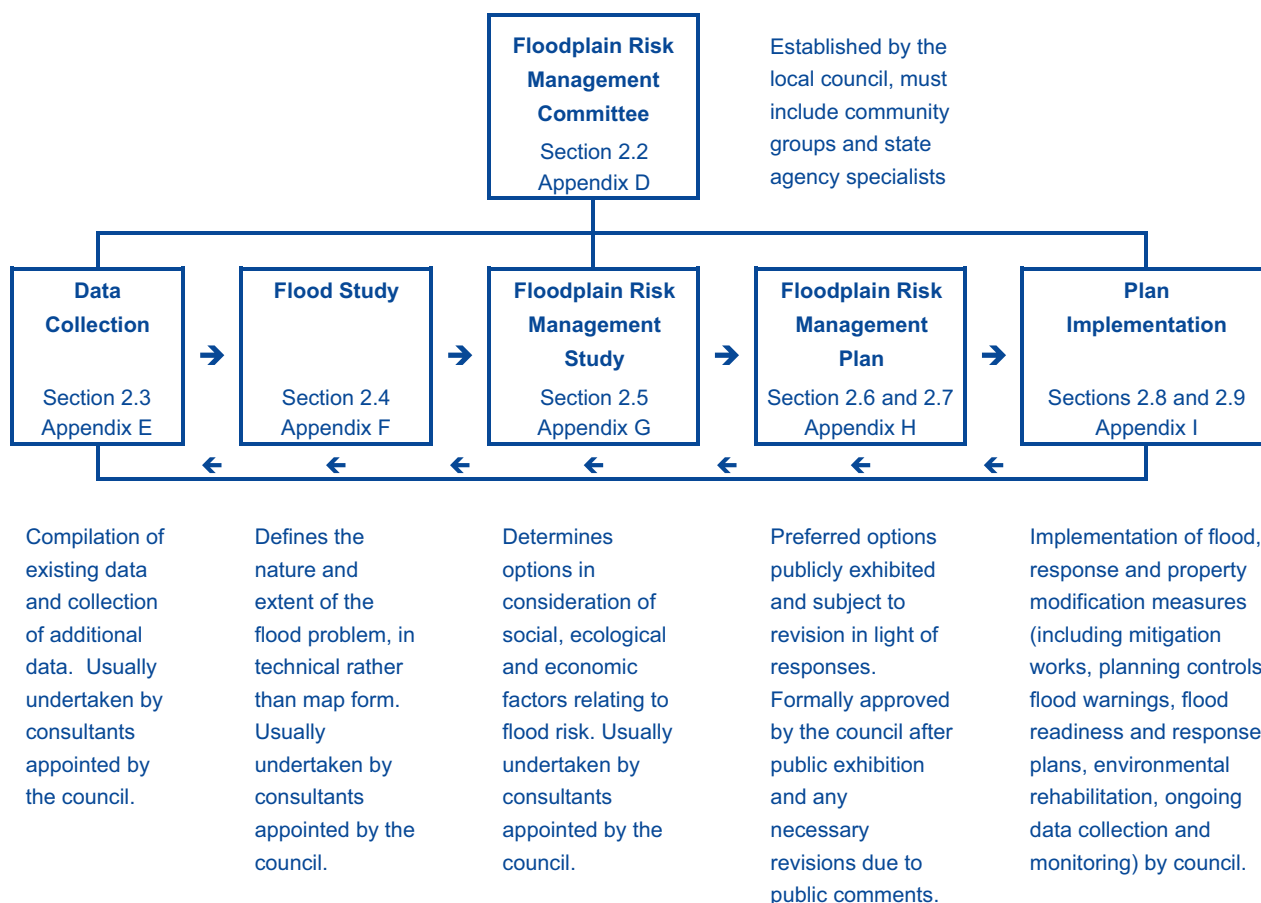 Floodplain Risk
Management
Committee
Section 2.2
Appendix D
Established by the
local council, must
include community
groups and state
agency specialists
Data
Collection
Section 2.3
Appendix E
Flood Study
Section 2.4
Appendix F
Floodplain Risk
Management
Study
Section 2.5
Appendix G
Floodplain Risk
Management
Plan
Section 2.6 and 2.7
Appendix H
Plan
Implementation
Sections 2.8 and 2.9
Appendix I
Compilation of
existing data
and collection
of additional
data. Usually
undertaken by
consultants
appointed by
the council.
Defines the
nature and
extent of the
flood problem, in
technical rather
than map form.
Usually
undertaken by
consultants
appointed by the
council.
Determines
options in
consideration of
social, ecological
and economic
factors relating to
flood risk. Usually
undertaken by
consultants
appointed by the
council.
Preferred options
publicly exhibited
and subject to
revision in light of
responses.
Formally approved
by the council after
public exhibition
and any
necessary
revisions due to
public comments.
Implementation of flood,
response and property
modification measures
(including mitigation
works, planning controls
flood warnings, flood
readiness and response
plans, environmental
rehabilitation, ongoing
data collection and
monitoring) by council.